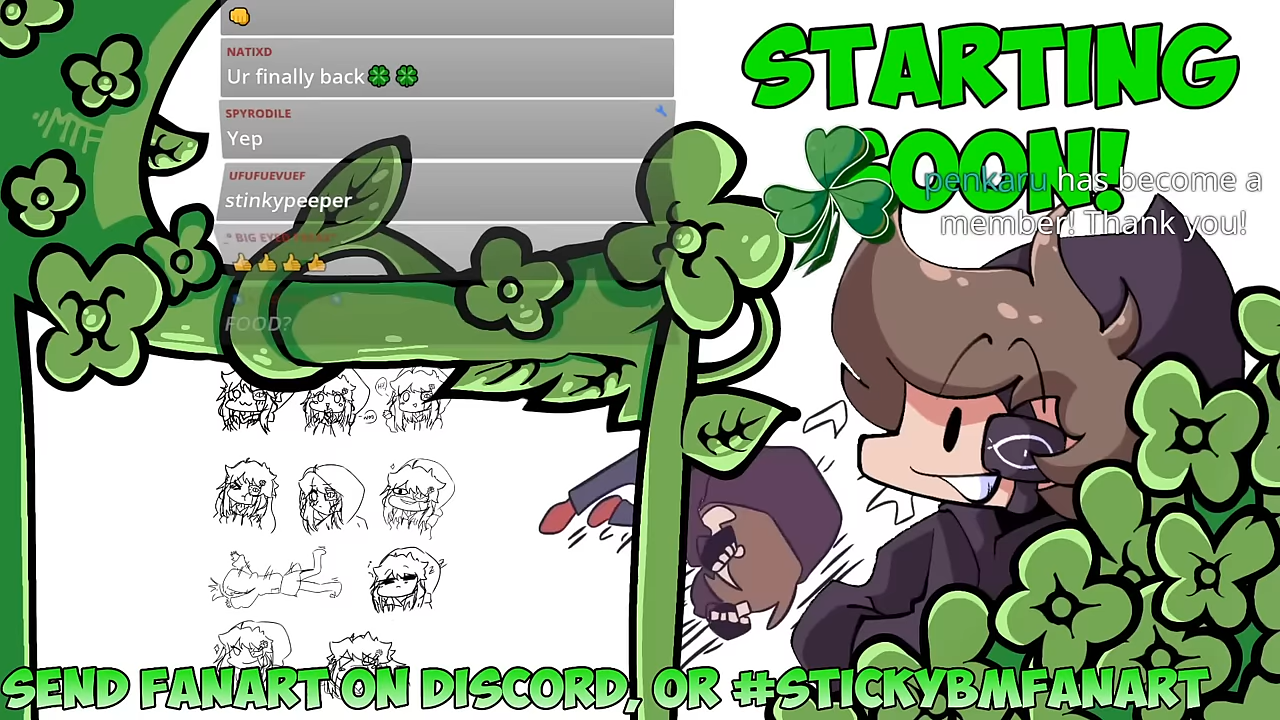 NATIXD
Ur finally back🍀 🍀
SPYRODILE
Yep
UFUFUEVUEF
stinkypeeper
FOOD?
STARTING
SOON!
penkaru has become a
member! Thank you!
SEND FANART ON DISCORD, OR #STICKYBMFANART